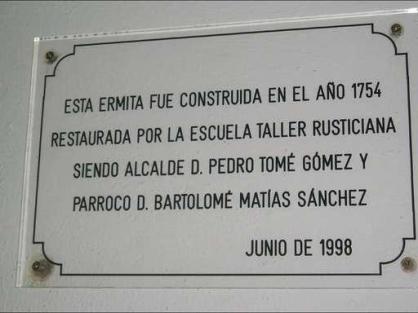 ESTA ERMITA FUE CONSTRUIDA EN EL AÑO 1754
RESTAURADA POR LA ESCUELA TALLER RUSTICIANA
SIENDO ALCALDE D. PEDRO TOMÉ GÓMEZ Y
PARROCO D. BARTOLOMÉ MATÍAS SÁNCHEZ
JUNIO DE 1998